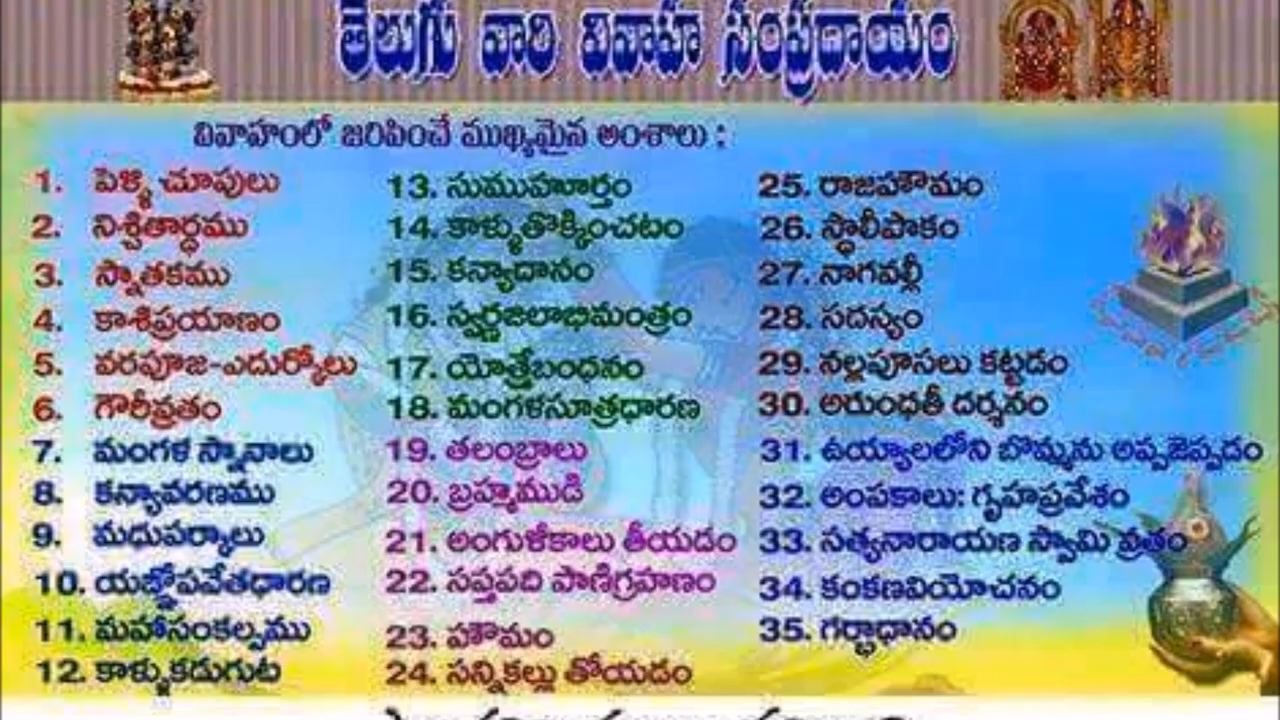 తెలుగు వారి వివాహ సంప్రదాయం
వివాహంలో జరిపించే ముఖ్యమైన అంశాలు :
1. పెళ్ళి చూపులు
2. నిశ్చితార్థము
3. స్నాతకము
4. కాశిప్రయాణం
5. వరపూజ-ఎదుర్కోలు
6. గౌరీవ్రతం
7. మంగళ స్నానాలు
8. కన్యావరణము
9. మధుపర్కాలు
10. యజ్ఞోపవేతధారణ
11. మహాసంకల్పము
12. కాళ్ళుకడుగుట
13. సుముహూర్తం
14. కాళ్ళుతొక్కించటం
15. కన్యాదానం
16. స్వర్ణజలాభిమంత్రం
17. యోత్రేబంధనం
18. మంగళసూత్రధారణ
19. తలంబ్రాలు
20. బ్రహ్మముడి
21. అంగుళీకాలు తీయడం
22. సప్తపది పాణిగ్రహణం
23. హౌమం
24. సన్నికల్లు తోయడం
25. రాజహౌమం
26. స్థాలీపాకం
27. నాగవల్లీ
28. సదస్యం
29. నల్లపూసలు కట్టడం
30. అరుంధతీ దర్శనం
31. ఉయ్యాలలోని బొమ్మను అప్పజెప్పడం
32. అంపకాలు: గృహప్రవేశం
33. సత్యనారాయణ స్వామి వ్రతం
34. కంకణవియోచనం
35. గర్భాధానం